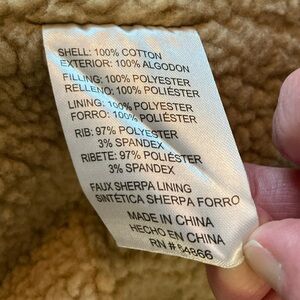 SHELL: 100% COTTON
EXTERIOR: 100% ALGODON
FILLING: 100% POLYESTER
RELLENO: 100% POLIÉSTER
LINING: 100% POLYESTER
FORRO: 100% POLIÉSTER
RIB: 97% POLYESTER
3% SPANDEX
RIBETE: 97% POLIÉSTER
3% SPANDEX
FAUX SHERPA LINING
SINTÉTICA SHERPA FORRO
MADE IN CHINA
HECHO EN CHINA
RN # 54866